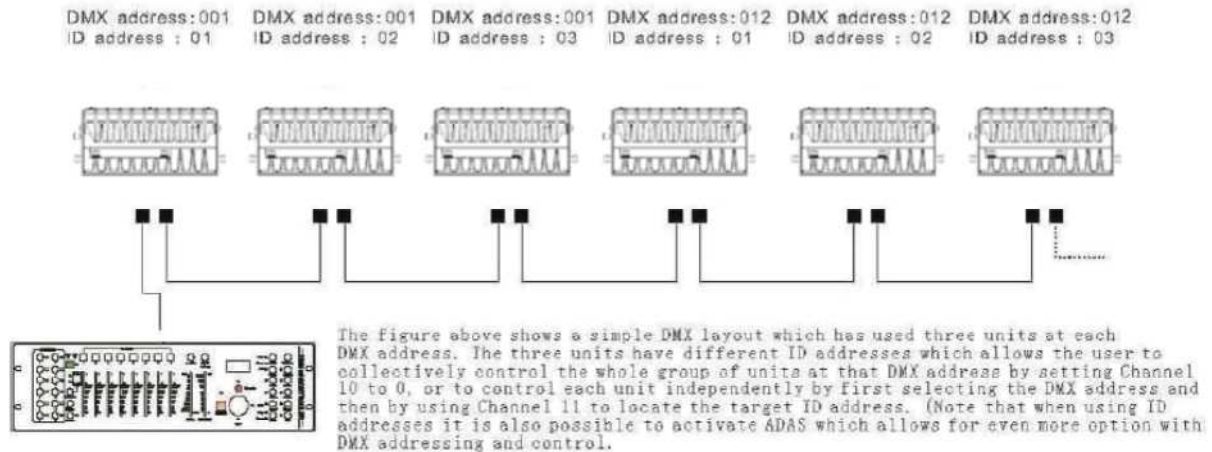 DMX address:001 DMX address:001 DMX address:001 DMX address:012 DMX address:012 DMX address:012
ID address : 01 ID address : 02 ID address : 03 ID address : 01 ID address : 02 ID address : 03
The figure above shows a simple DMX layout which has used three units at each
DMX address. The three units have different ID addresses which allows the user to
collectively control the whole group of units at that DMX address by setting Channel
10 to 0, or to control each unit independently by first selecting the DMX address and
then by using Channel 11 to locate the target ID address. (Note that when using ID
addresses it is also possible to activate ADAS which allows for even more option with
DMX addressing and control.